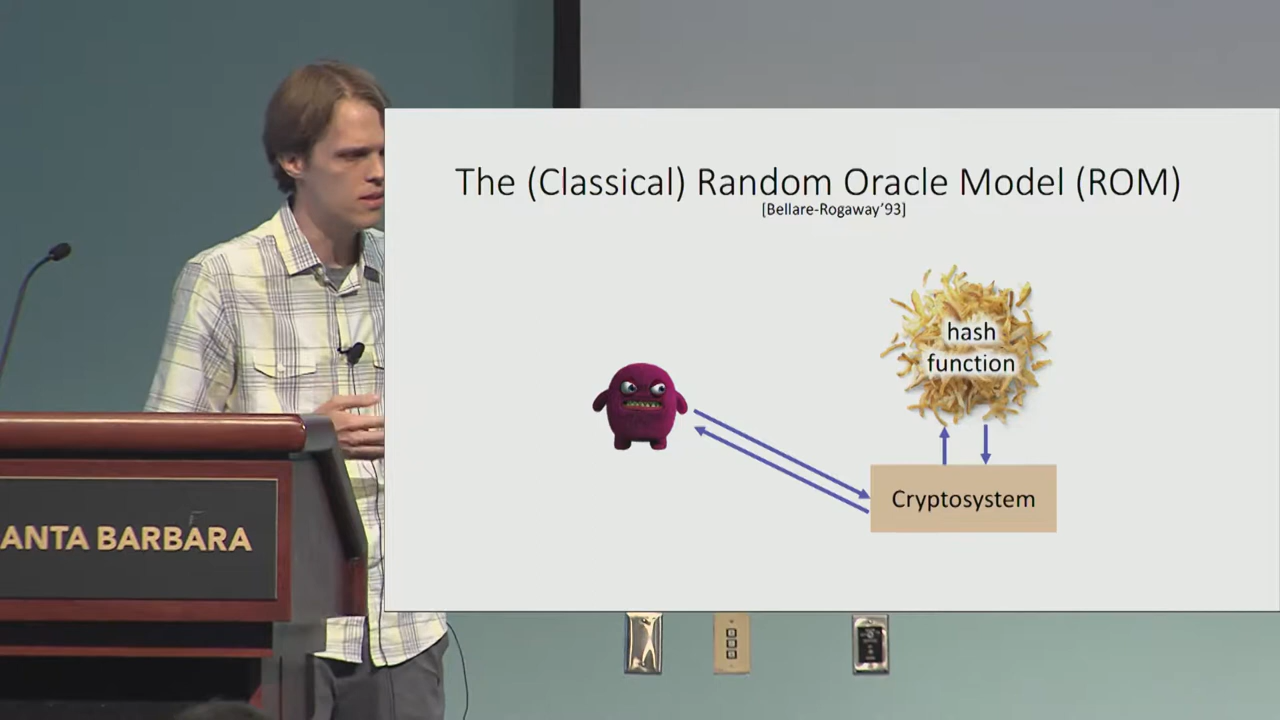 The (Classical) Random Oracle Model (ROM)
[Bellare-Rogaway’93]
hash
function
Cryptosystem
ANTA BARBARA